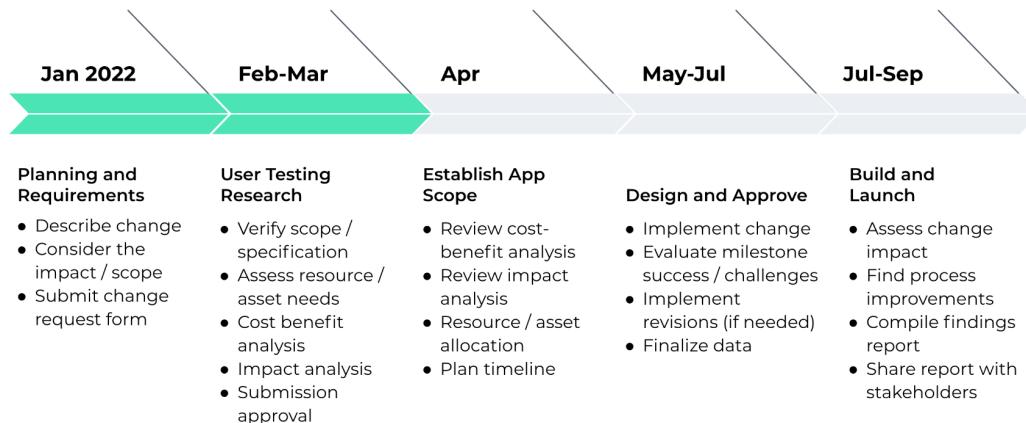 Jan 2022
Feb-Mar
Apr
May-Jul
Jul-Sep
Planning and
Requirements
● Describe change
● Consider the
impact / scope
● Submit change
request form
User Testing
Research
● Verify scope /
specification
● Assess resource /
asset needs
● Cost benefit
analysis
● Impact analysis
● Submission
approval
Establish App
Scope
● Review cost-
benefit analysis
● Review impact
analysis
● Resource / asset
allocation
● Plan timeline
Design and Approve
● Implement change
● Evaluate milestone
success / challenges
● Implement
revisions (if needed)
● Finalize data
Build and
Launch
● Assess change
impact
● Find process
improvements
● Compile findings
report
● Share report with
stakeholders